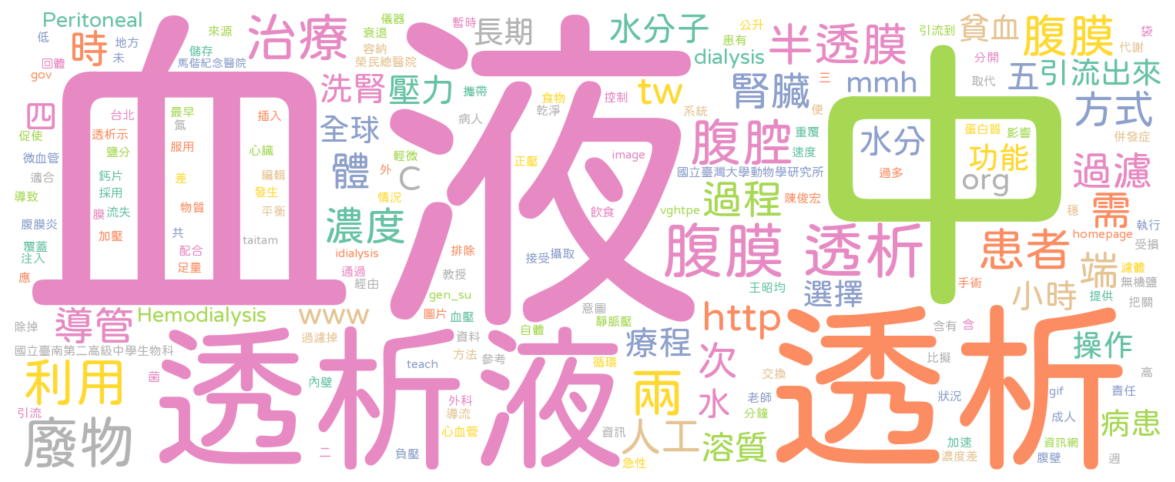 Peritoneal
來源
儀器
治療
長期
水分子
公升
引流到
貧血
腹膜
袋
低
時
地方
未
儲存
衰退
容納
暫時
dialysis
患有
半透膜
分開
代謝
馬偕紀念醫院
榮民總醫院
gov
回體
洗腎
壓力
攜帶
食物
控制
tw
腎臟
三
mmh
取代
五
引流出來
血
液
中
四
促使
台北
最早
氮
插入
全球
病人
乾淨
系統
便
水分
蛋白質
影響
方式
併發症
透析示
鹽分
服用
心臟
輕微
正壓
image
腹腔
重覆
速度
功能
微血管
適合
鈣片
差
編輯
體
外
C
國立臺灣大學動物學研究所
過多
org
過濾
導致
採用
膜
流失
物質
發生
平衡
情況
濃度
飲食
vghtpe
過程
陳俊宏
需
穩
執行
腹膜炎
加壓
共
配合
taitam
idialysis
排除
接受
攝取
腹膜
透析
患者
homepage
受損
覆蓋
注入
足量
通過
經由
教授
王昭均
端
濾體
無機鹽
應
gen_su
意圖
選擇
小時
手術
提供
把關
導管
Hemodialysis
www
圖片
血壓
靜脈壓
http
除掉
過濾掉
資料
自體
療程
含有
含
操作
國立臺南第二高級中學生物科
方法
參考
循環
次
比擬
利用
菌
透析液
內壁
teach
兩
交換
透析
狀況
gif
高
責任
引流
外科
導流
水
老師
分鐘
成人
病患
廢物
心血管
資訊
人工
溶質
加速
資訊網
二
負壓
急性
濃度差
腹壁
週